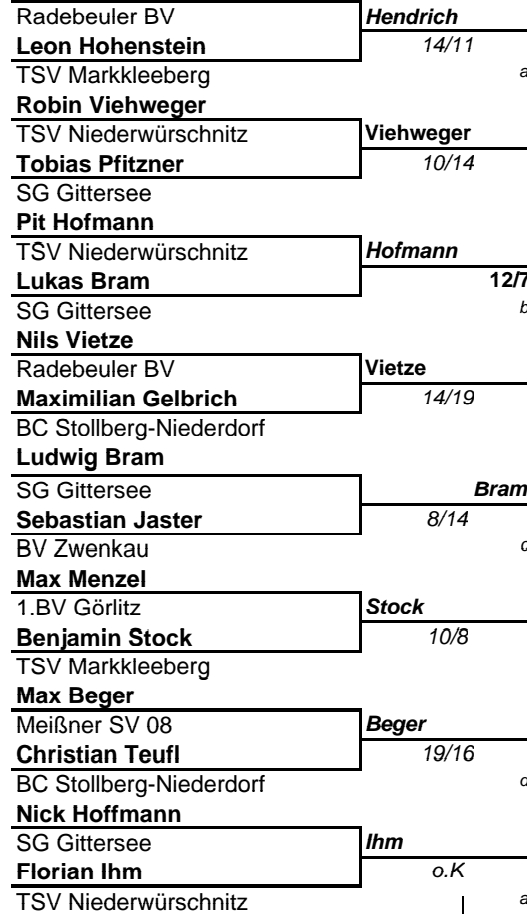 Radebeuler BV Hendrich
Leon Hohenstein 14/11
TSV Markkleeberg a
Robin Viehweger
TSV Niederwürschnitz Viehweger
Tobias Pfitzner 10/14
SG Gittersee
Pit Hofmann
TSV Niederwürschnitz Hofmann
Lukas Bram 12/7
SG Gittersee b
Nils Vietze
Radebeuler BV Vietze
Maximilian Gelbrich 14/19
BC Stollberg-Niederdorf
Ludwig Bram
SG Gittersee Bram
Sebastian Jaster 8/14
BV Zwenkau
Max Menzel
1.BV Görlitz Stock
Benjamin Stock 10/8
TSV Markkleeberg
Max Beger
Meißner SV 08 Beger
Christian Teufl 19/16
BC Stollberg-Niederdorf d
Nick Hoffmann
SG Gittersee Ihm
Florian Ihm o.K
TSV Niederwürschnitz a